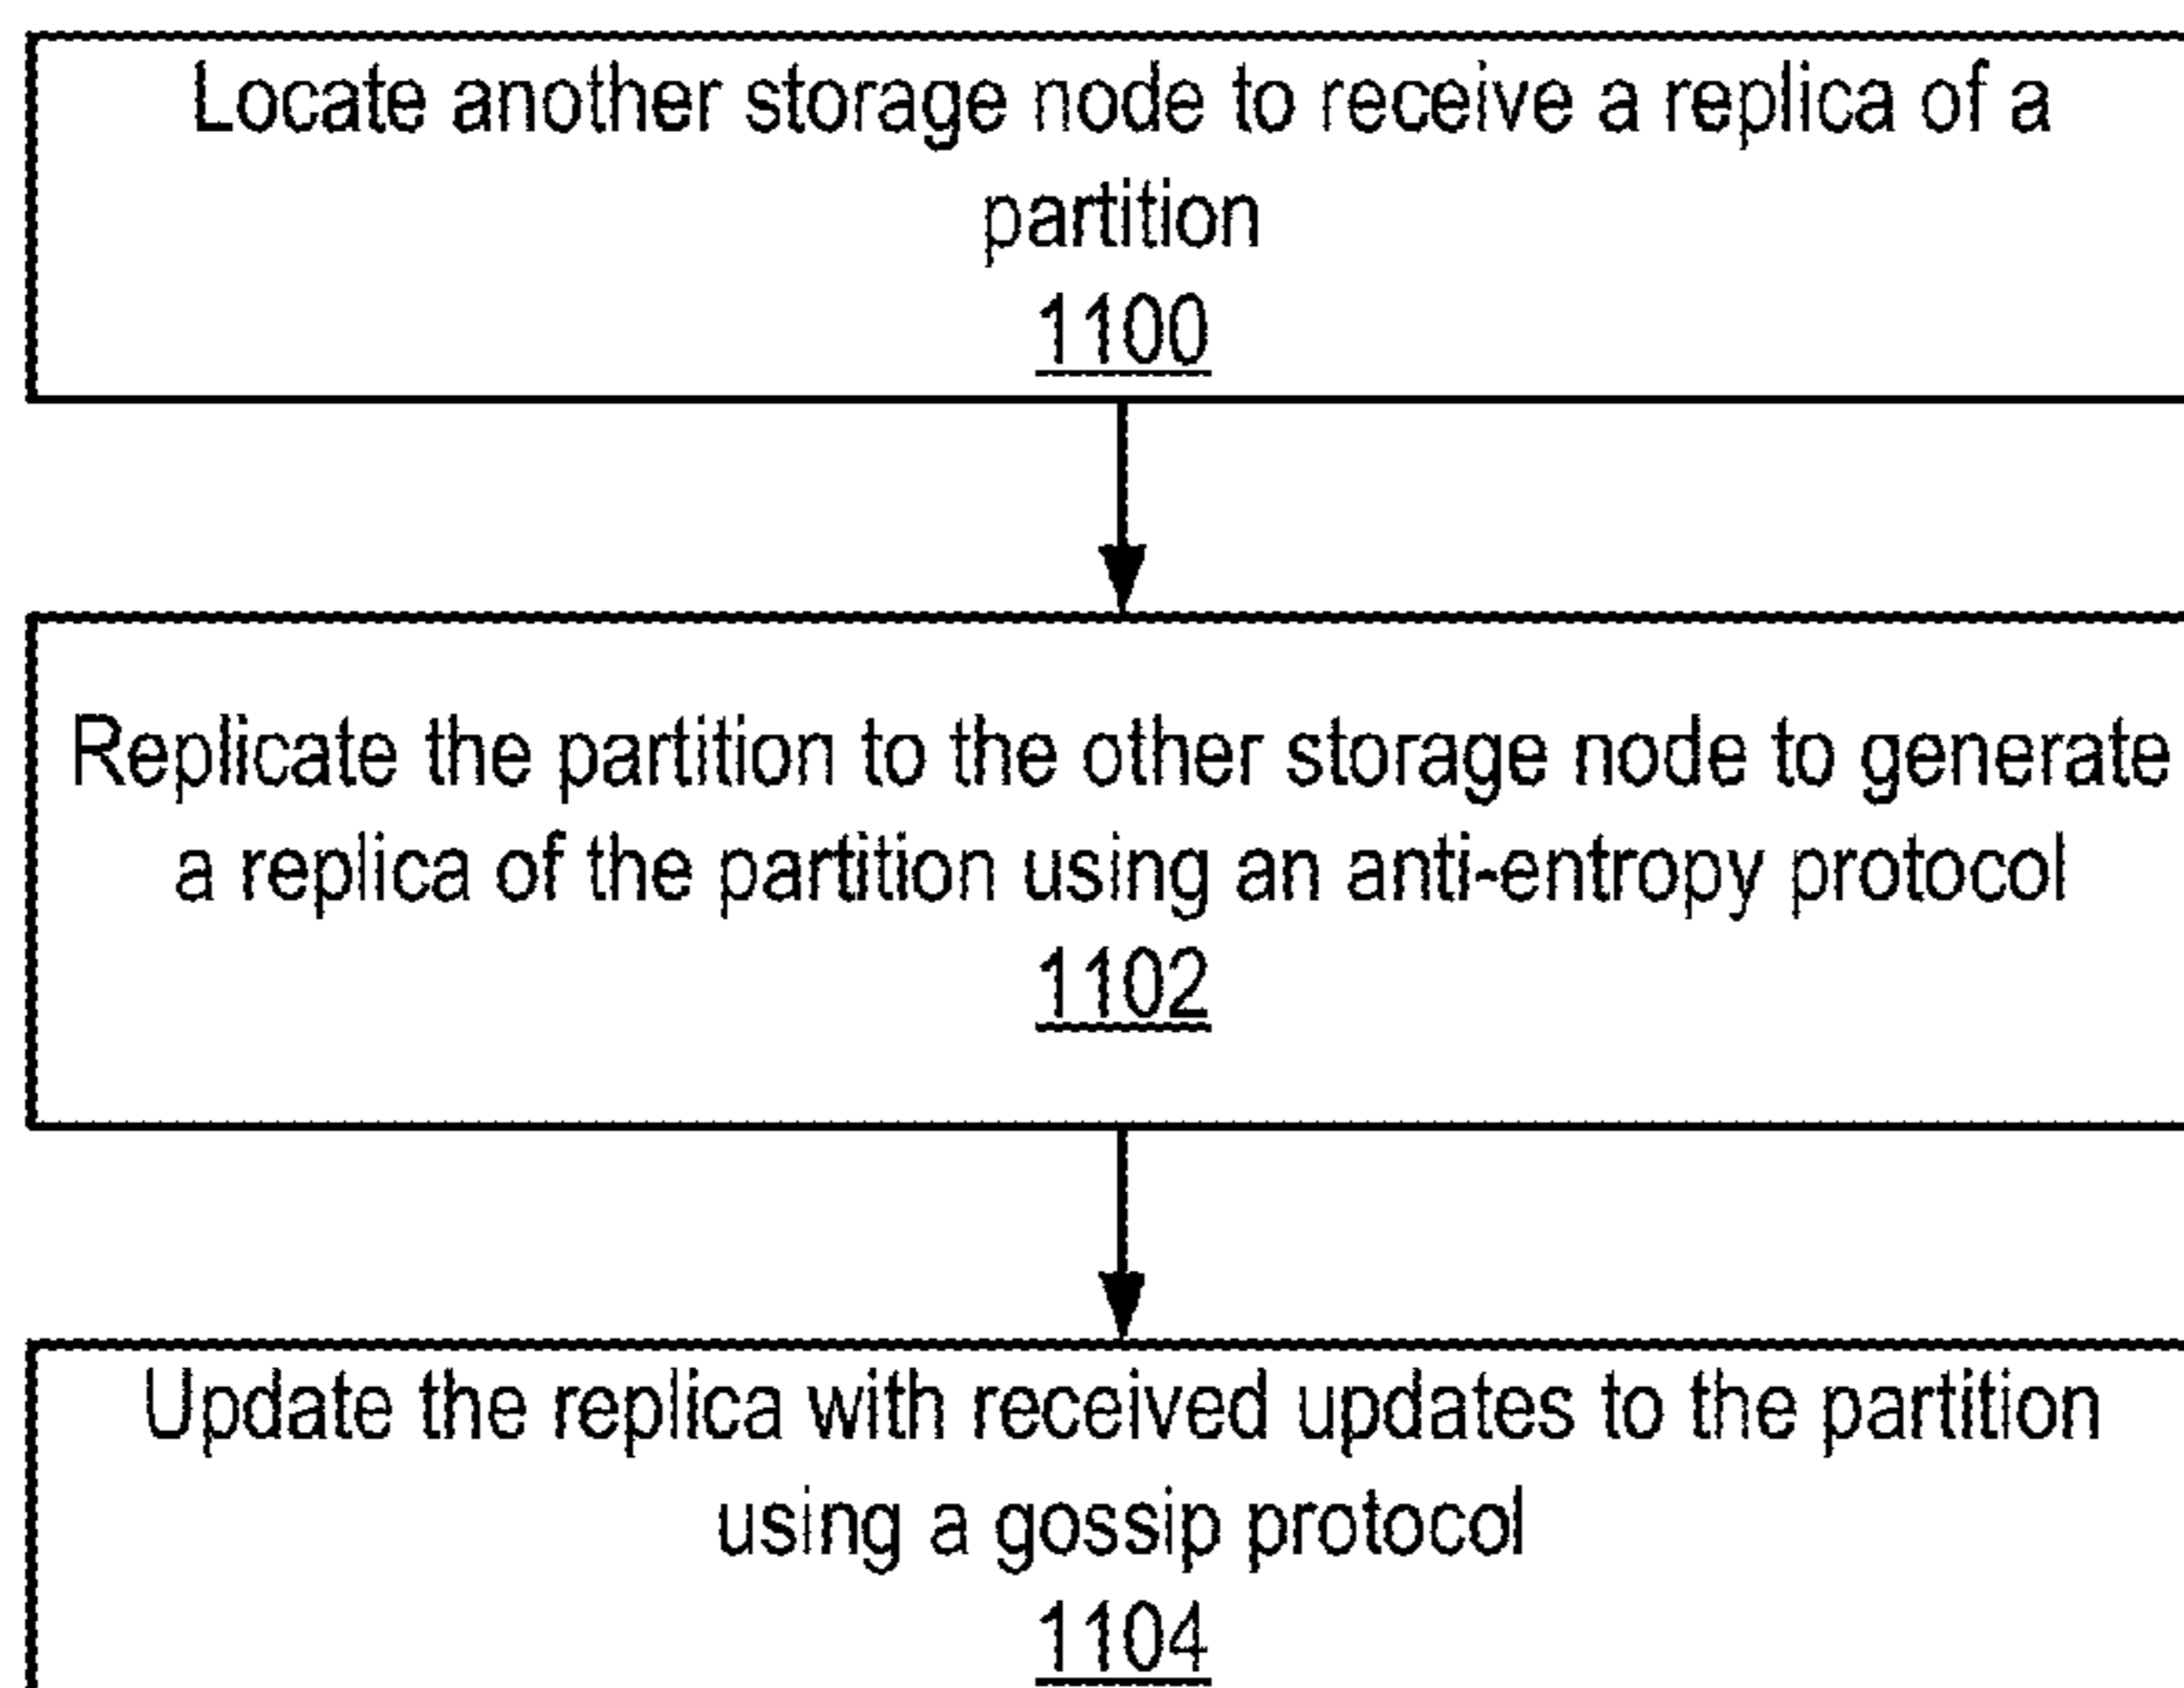 Locate another storage node to receive a replica of a
partition
1100
Replicate the partition to the other storage node to generate
a replica of the partition using an anti-entropy protocol
1102
Update the replica with received updates to the partition
using a gossip protocol
1104